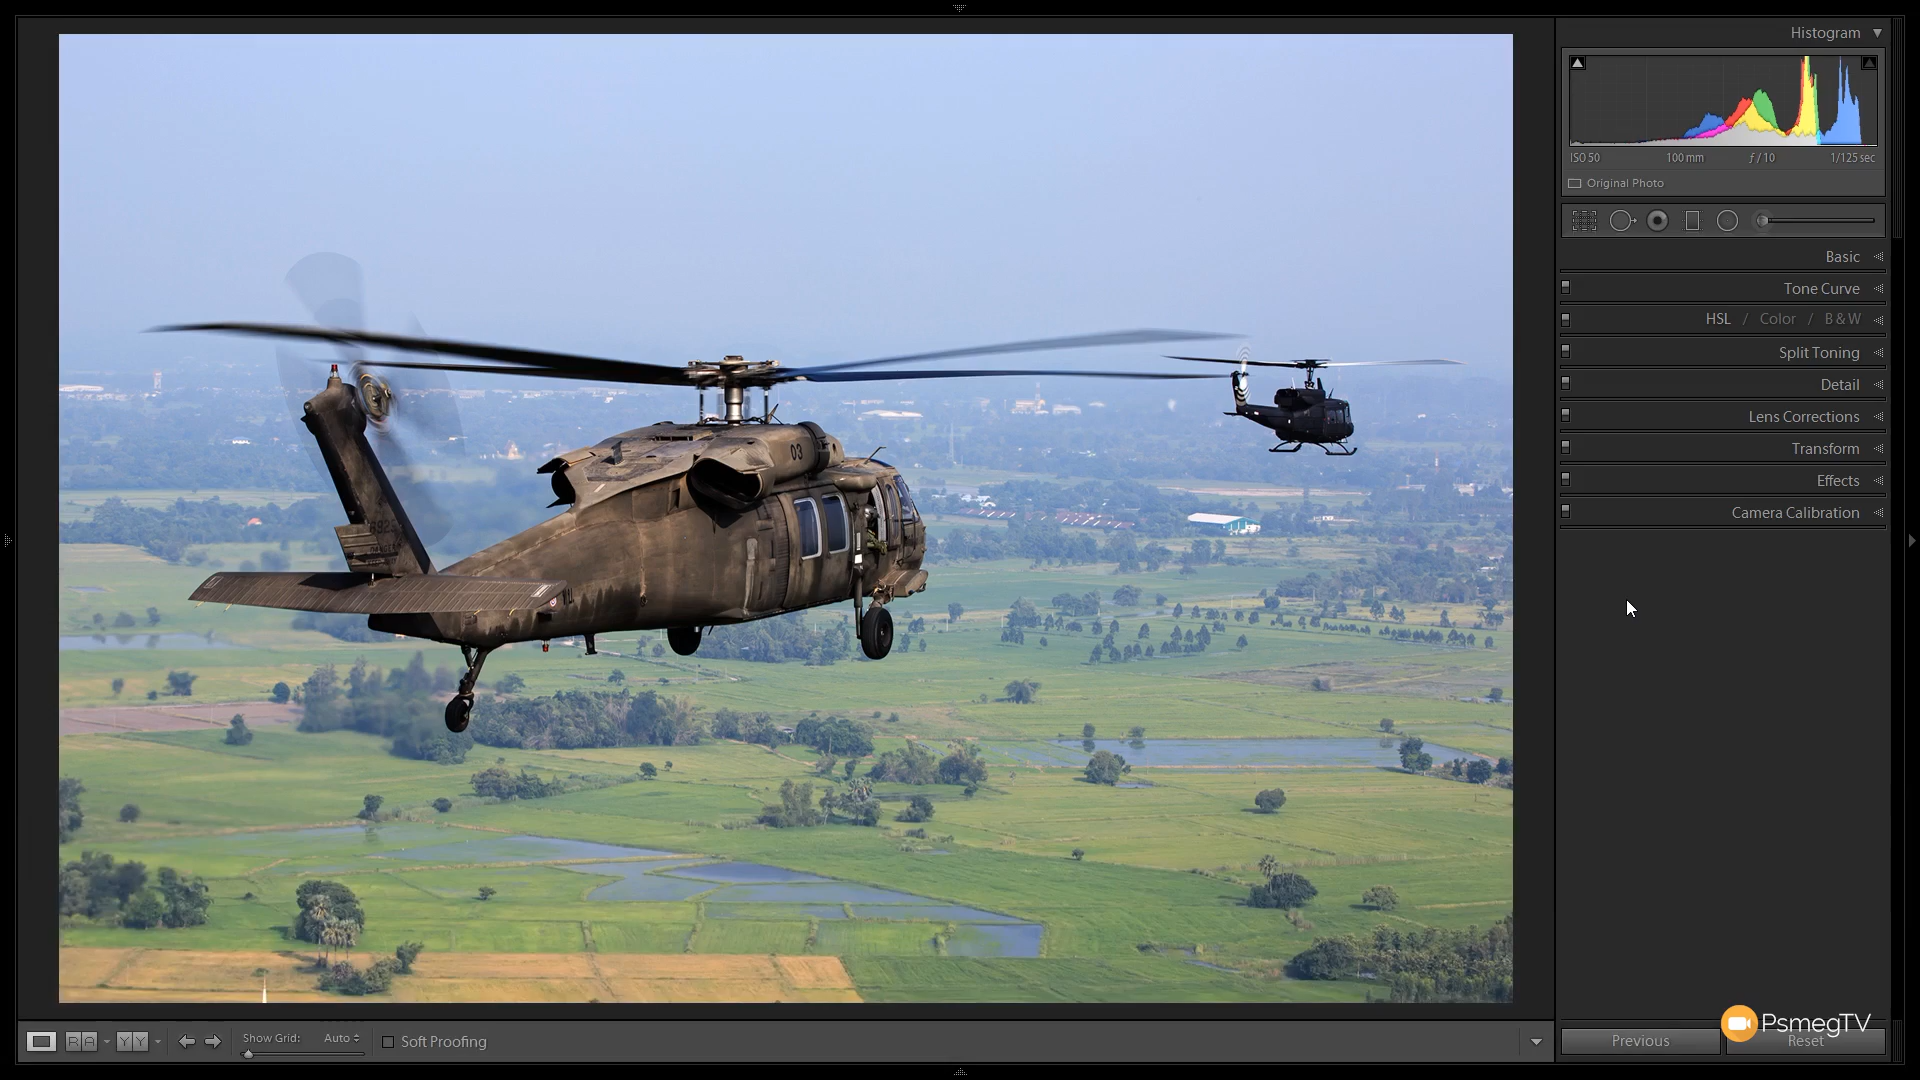 Histogram
ISO 50 100 mm ƒ / 10 1/125 sec
Original Photo
Basic
Tone Curve
HSL / Color / B & W
Split Toning
Detail
Lens Corrections
Transform
Effects
Camera Calibration
03
R A Y Y Show Grid: Auto Soft Proofing
Previous Reset
PsmegTV